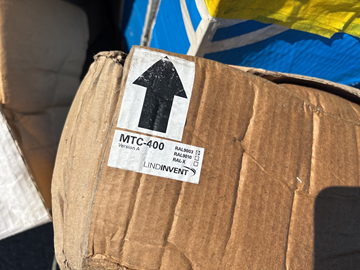 MTC-400
Version A
RAL9003
RAL9010
RAL X
LINDINVENT